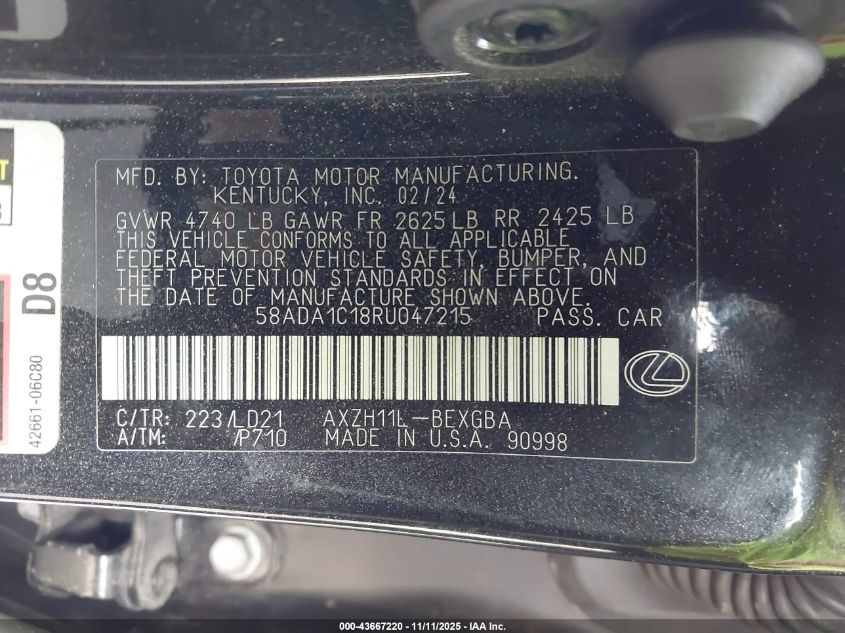 MFD. BY: TOYOTA MOTOR MANUFACTURING.
KENTUCKY, INC. 02/24
GVWR 4740 LB GAWR FR 2625 LB RR 2425 LB
THIS VEHICLE CONFORMS TO ALL APPLICABLE
FEDERAL MOTOR VEHICLE SAFETY, BUMPER, AND
THEFT PREVENTION STANDARDS IN EFFECT ON
THE DATE OF MANUFACTURE SHOWN ABOVE.
58ADA1C18RU047215 PASS. CAR
C/TR: 223/LD21 AXZH11L-BEXGBA
A/TM: /P710 MADE IN U.S.A. 90998
D8
42661-06C80
000-43667220 - 11/11/2025 - IAA Inc.